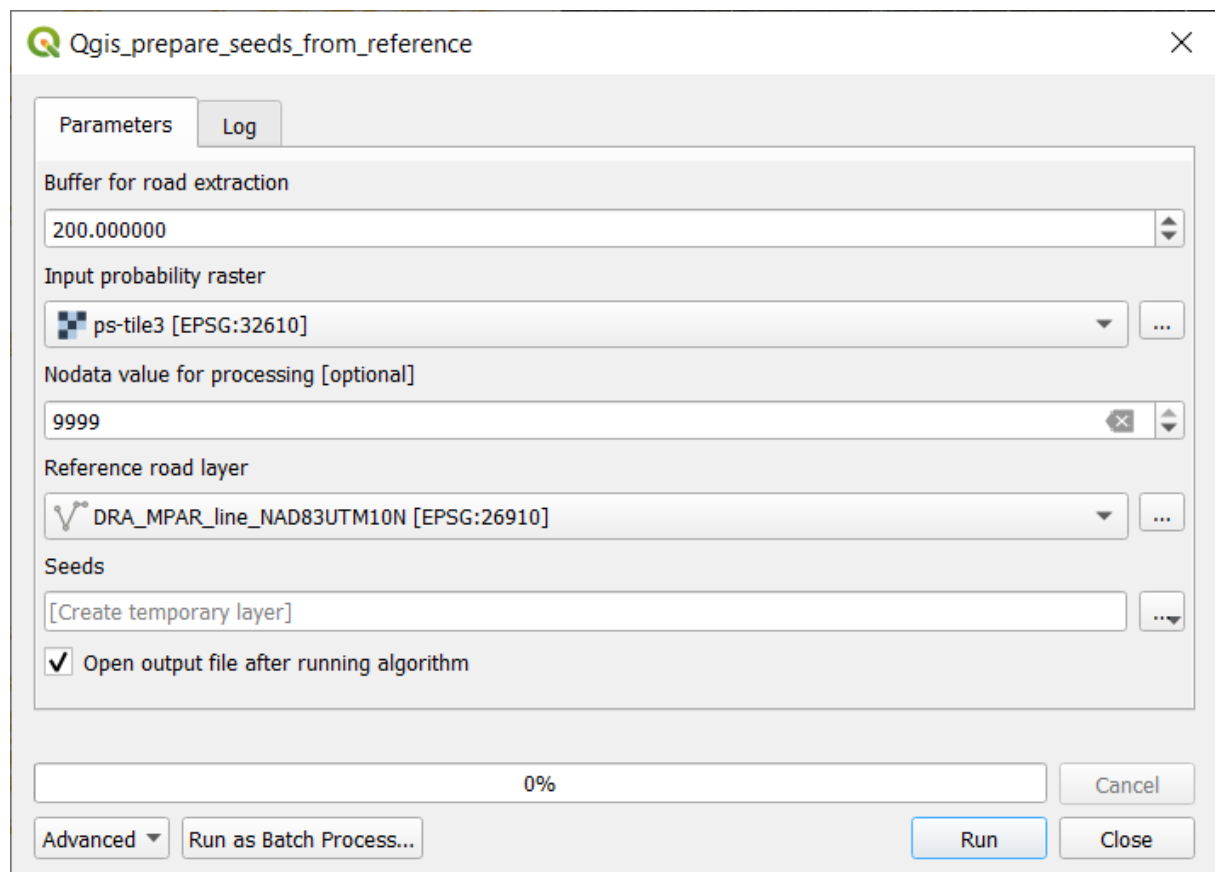 Qgis_prepare_seeds_from_reference
Parameters
Log
Buffer for road extraction
200.000000
Input probability raster
ps-tile3 [EPSG:32610]
...
Nodata value for processing [optional]
9999
Reference road layer
DRA_MPAR_line_NAD83UTM10N [EPSG:26910]
...
Seeds
[Create temporary layer]
...
Open output file after running algorithm
0%
Cancel
Advanced
Run as Batch Process...
Run
Close